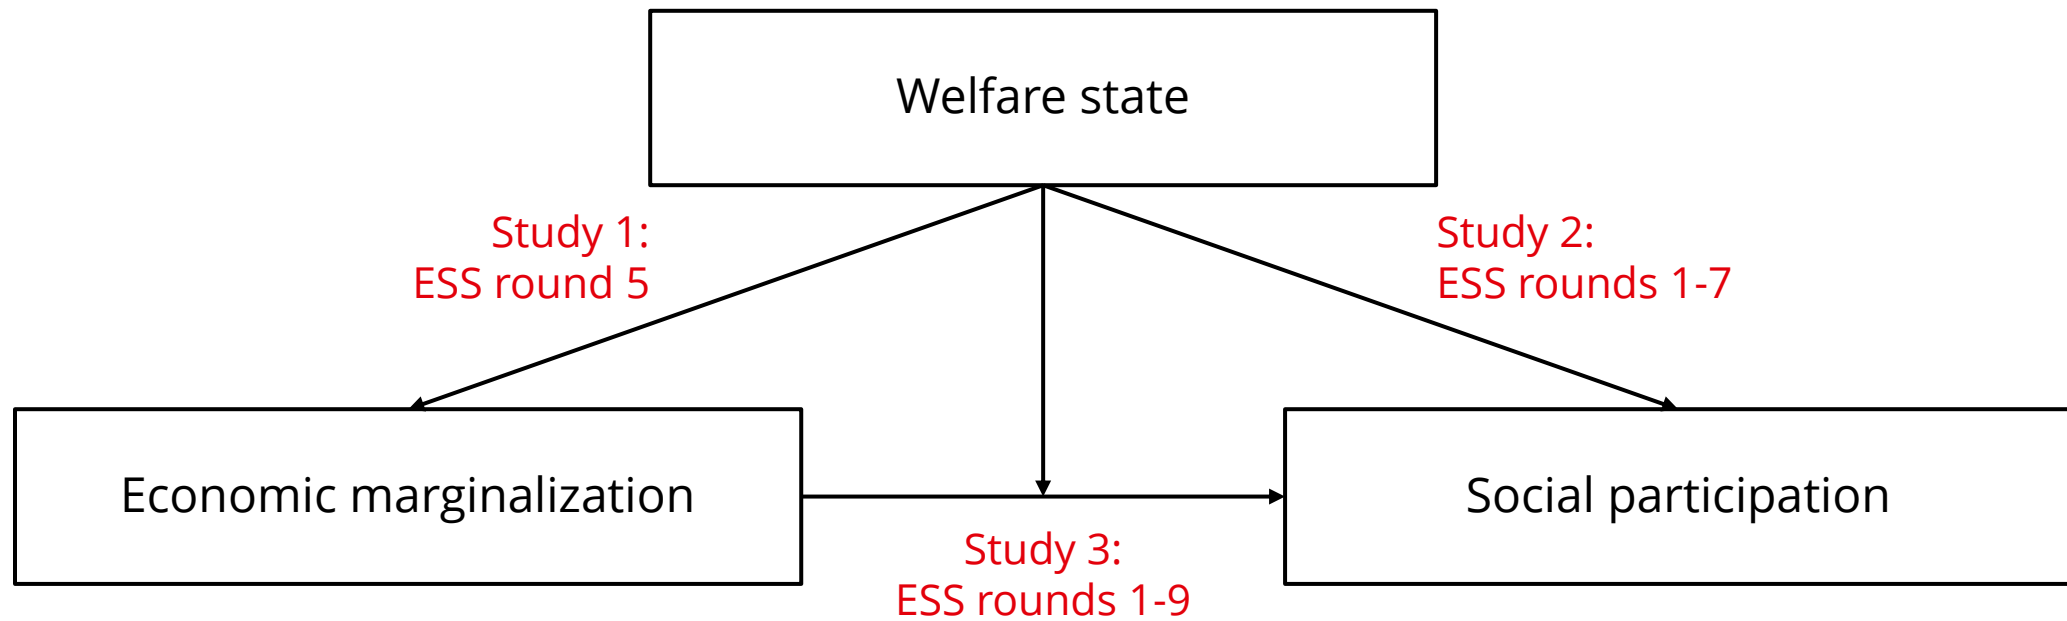 Welfare state
Study 1:
ESS round 5
Study 2:
ESS rounds 1-7
Economic marginalization
Social participation
Study 3:
ESS rounds 1-9